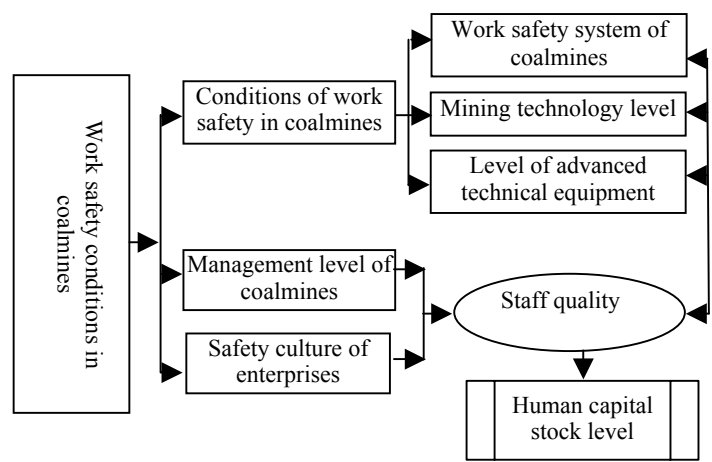 Work safety conditions in
coalmines
Conditions of work
safety in coalmines
Management level of
coalmines
Safety culture of
enterprises
Work safety system of
coalmines
Mining technology level
Level of advanced
technical equipment
Staff quality
Human capital
stock level